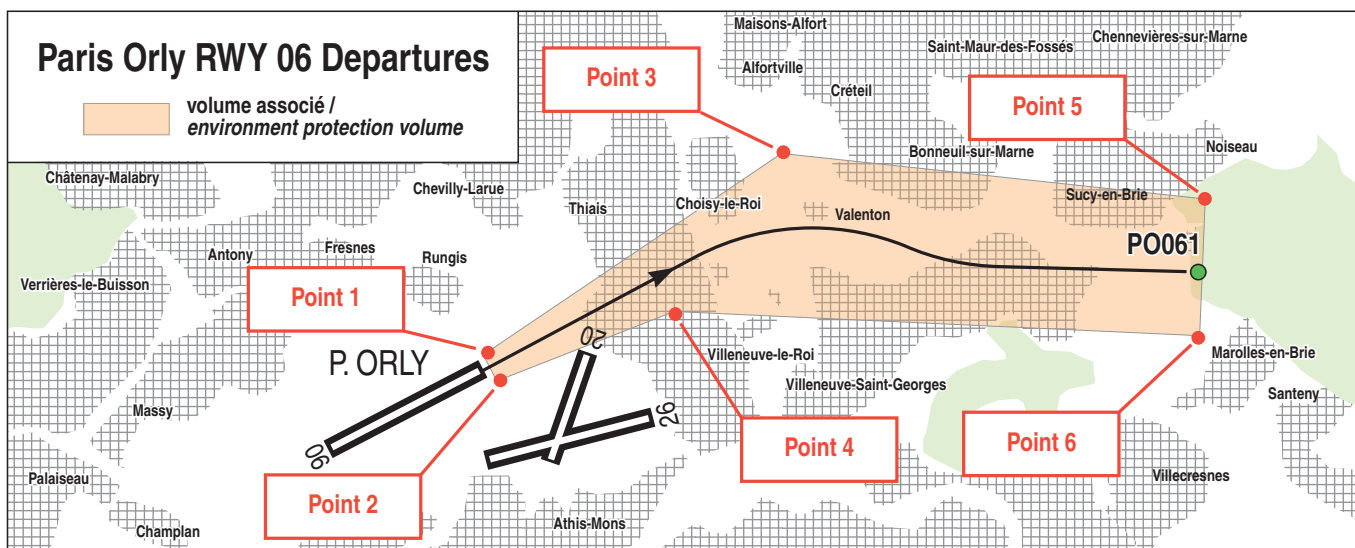 Paris Orly RWY 06 Departures
volume associé /
environment protection volume
Maisons-Alfort
Alfortville
Créteil
Saint-Maur-des-Fossés
Chennevières-sur-Marne
Point 3
Point 5
Noiseau
Bonneuil-sur-Marne
Châtenay-Malabry
Chevilly-Larue
Thiais
Choisy-le-Roi
Valenton
Sucy-en-Brie
PO061
Antony
Fresnes
Rungis
Verrières-le-Buisson
Point 1
P. ORLY
20
Villeneuve-le-Roi
Villeneuve-Saint-Georges
Marolles-en-Brie
Santeny
Massy
06
26
Point 2
Point 4
Point 6
Palaiseau
Champlan
Athis-Mons
Villecresnes